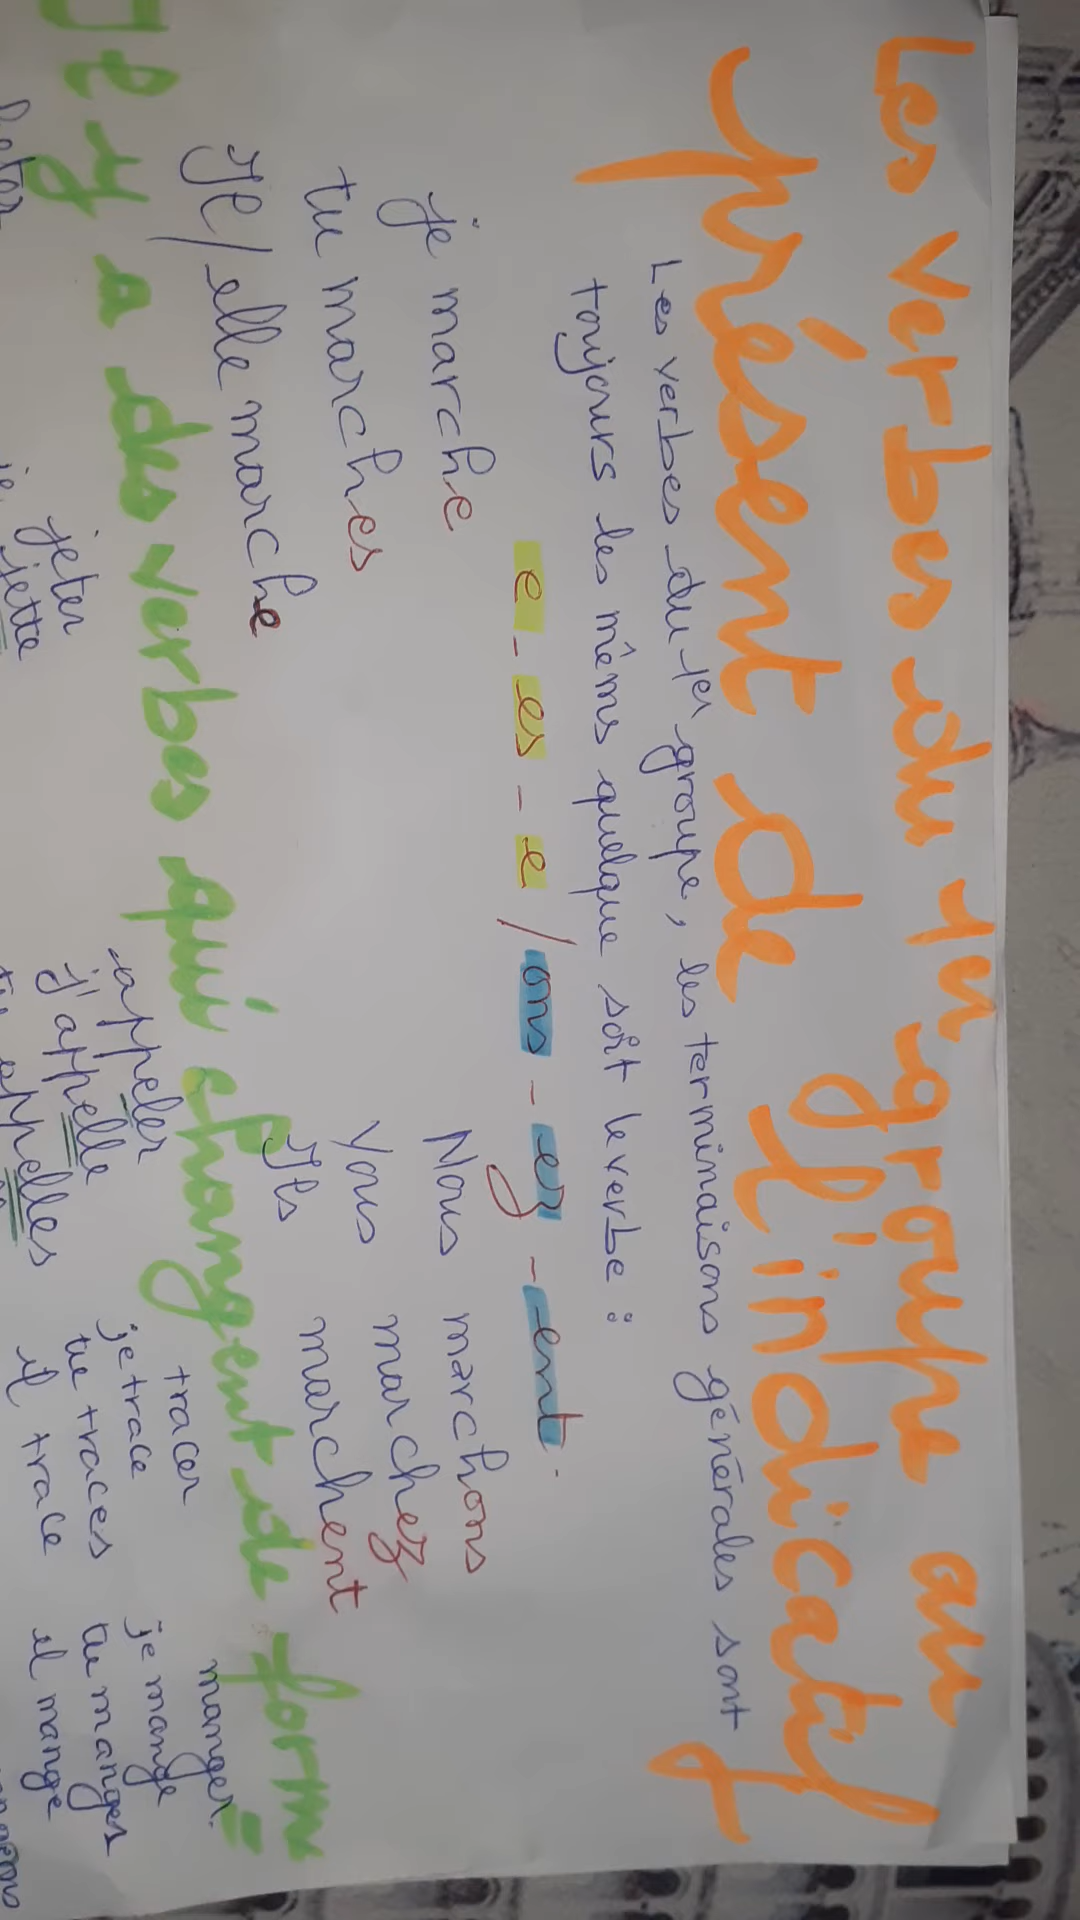 Les verbes du 1er groupe au
présent de l'indicatif
Les verbes du 1er groupe, les terminaisons générales sont
toujours les mêms quelque soit le verbe :
e - es - e / ons - ez - ent.
je marche
Nous marchons
tu marches
Vous marchez
Il/elle marche
Ils marchent
Il y a des verbes qui changent de forme
jeter
jette
appeler
j'appelle
appelles
tracer
je trace
tu traces
il trace
manger.
je mange
tu manges
il mange